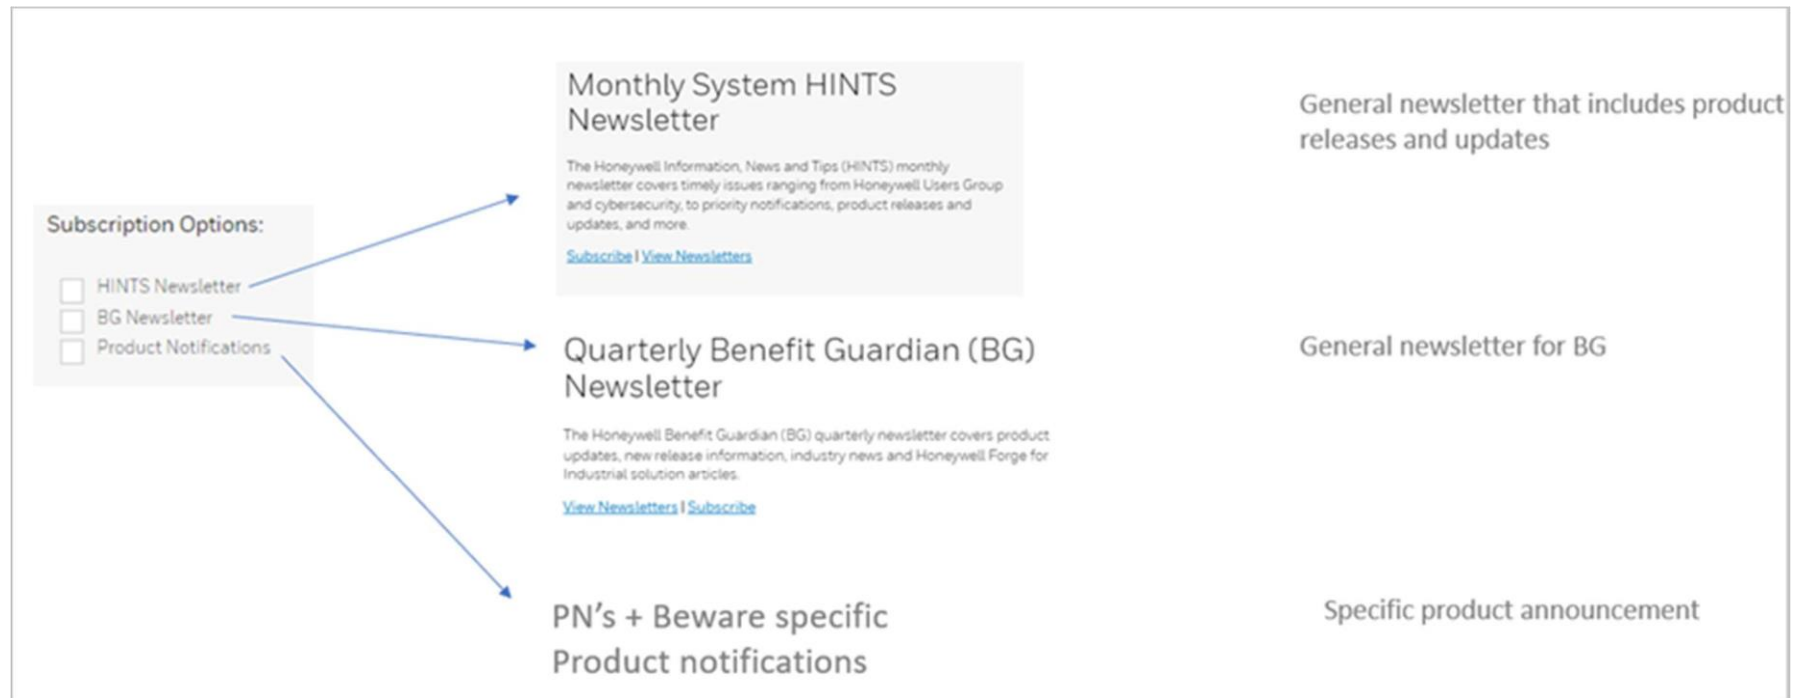 Subscription Options:
HINTS Newsletter
BG Newsletter
Product Notifications
Monthly System HINTS
Newsletter
The Honeywell Information, News and Tips (HINTS) monthly
newsletter covers timely issues ranging from Honeywell Users Group
and cybersecurity, to priority notifications, product releases and
updates, and more.
Subscribe | View Newsletters
General newsletter that includes product
releases and updates
Quarterly Benefit Guardian (BG)
Newsletter
The Honeywell Benefit Guardian (BG) quarterly newsletter covers product
updates, new release information, industry news and Honeywell Forge for
Industrial solution articles.
View Newsletters | Subscribe
General newsletter for BG
PN's + Beware specific
Product notifications
Specific product announcement